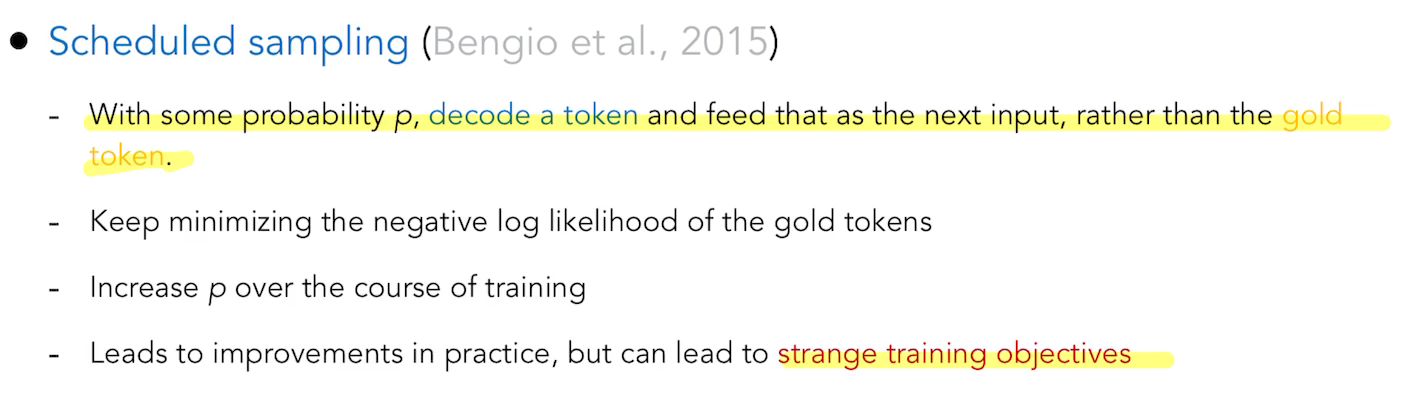 ● Scheduled sampling (Bengio et al., 2015)
- With some probability p, decode a token and feed that as the next input, rather than the gold
token.
- Keep minimizing the negative log likelihood of the gold tokens
- Increase p over the course of training
- Leads to improvements in practice, but can lead to strange training objectives